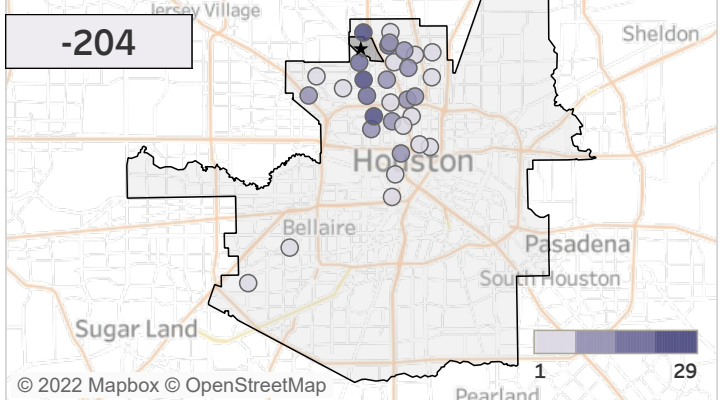 Jersey Village
-204
Sheldon
Houston
Bellaire
Pasadena
South Houston
Sugar Land
1
29
© 2022 Mapbox © OpenStreetMap
Pearland